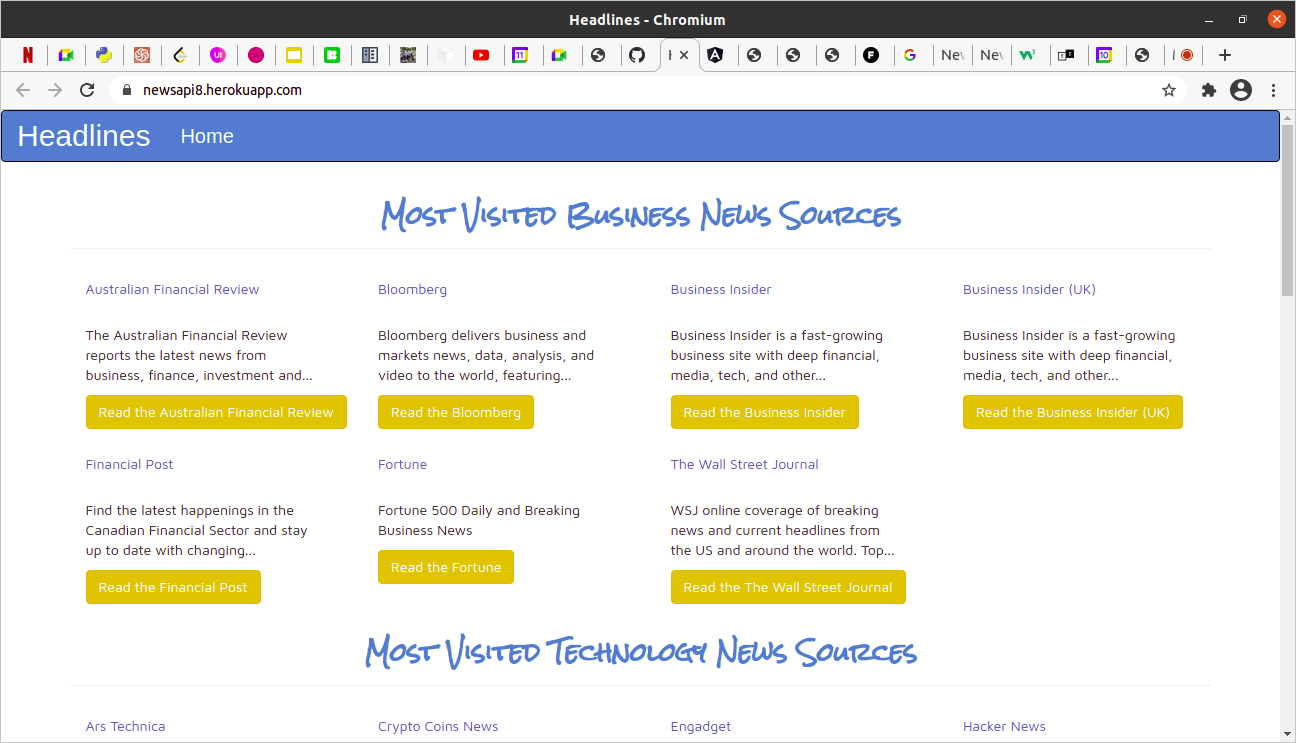 Headlines - Chromium
newsapi8.herokuapp.com
Headlines Home
Most Visited Business News Sources
Australian Financial Review
The Australian Financial Review
reports the latest news from
business, finance, investment and...
Read the Australian Financial Review
Bloomberg
Bloomberg delivers business and
markets news, data, analysis, and
video to the world, featuring...
Read the Bloomberg
Business Insider
Business Insider is a fast-growing
business site with deep financial,
media, tech, and other...
Read the Business Insider
Business Insider (UK)
Business Insider is a fast-growing
business site with deep financial,
media, tech, and other...
Read the Business Insider (UK)
Financial Post
Find the latest happenings in the
Canadian Financial Sector and stay
up to date with changing...
Read the Financial Post
Fortune
Fortune 500 Daily and Breaking
Business News
Read the Fortune
The Wall Street Journal
WSJ online coverage of breaking
news and current headlines from
the US and around the world. Top...
Read the The Wall Street Journal
Most Visited Technology News Sources
Ars Technica
Crypto Coins News
Engadget
Hacker News